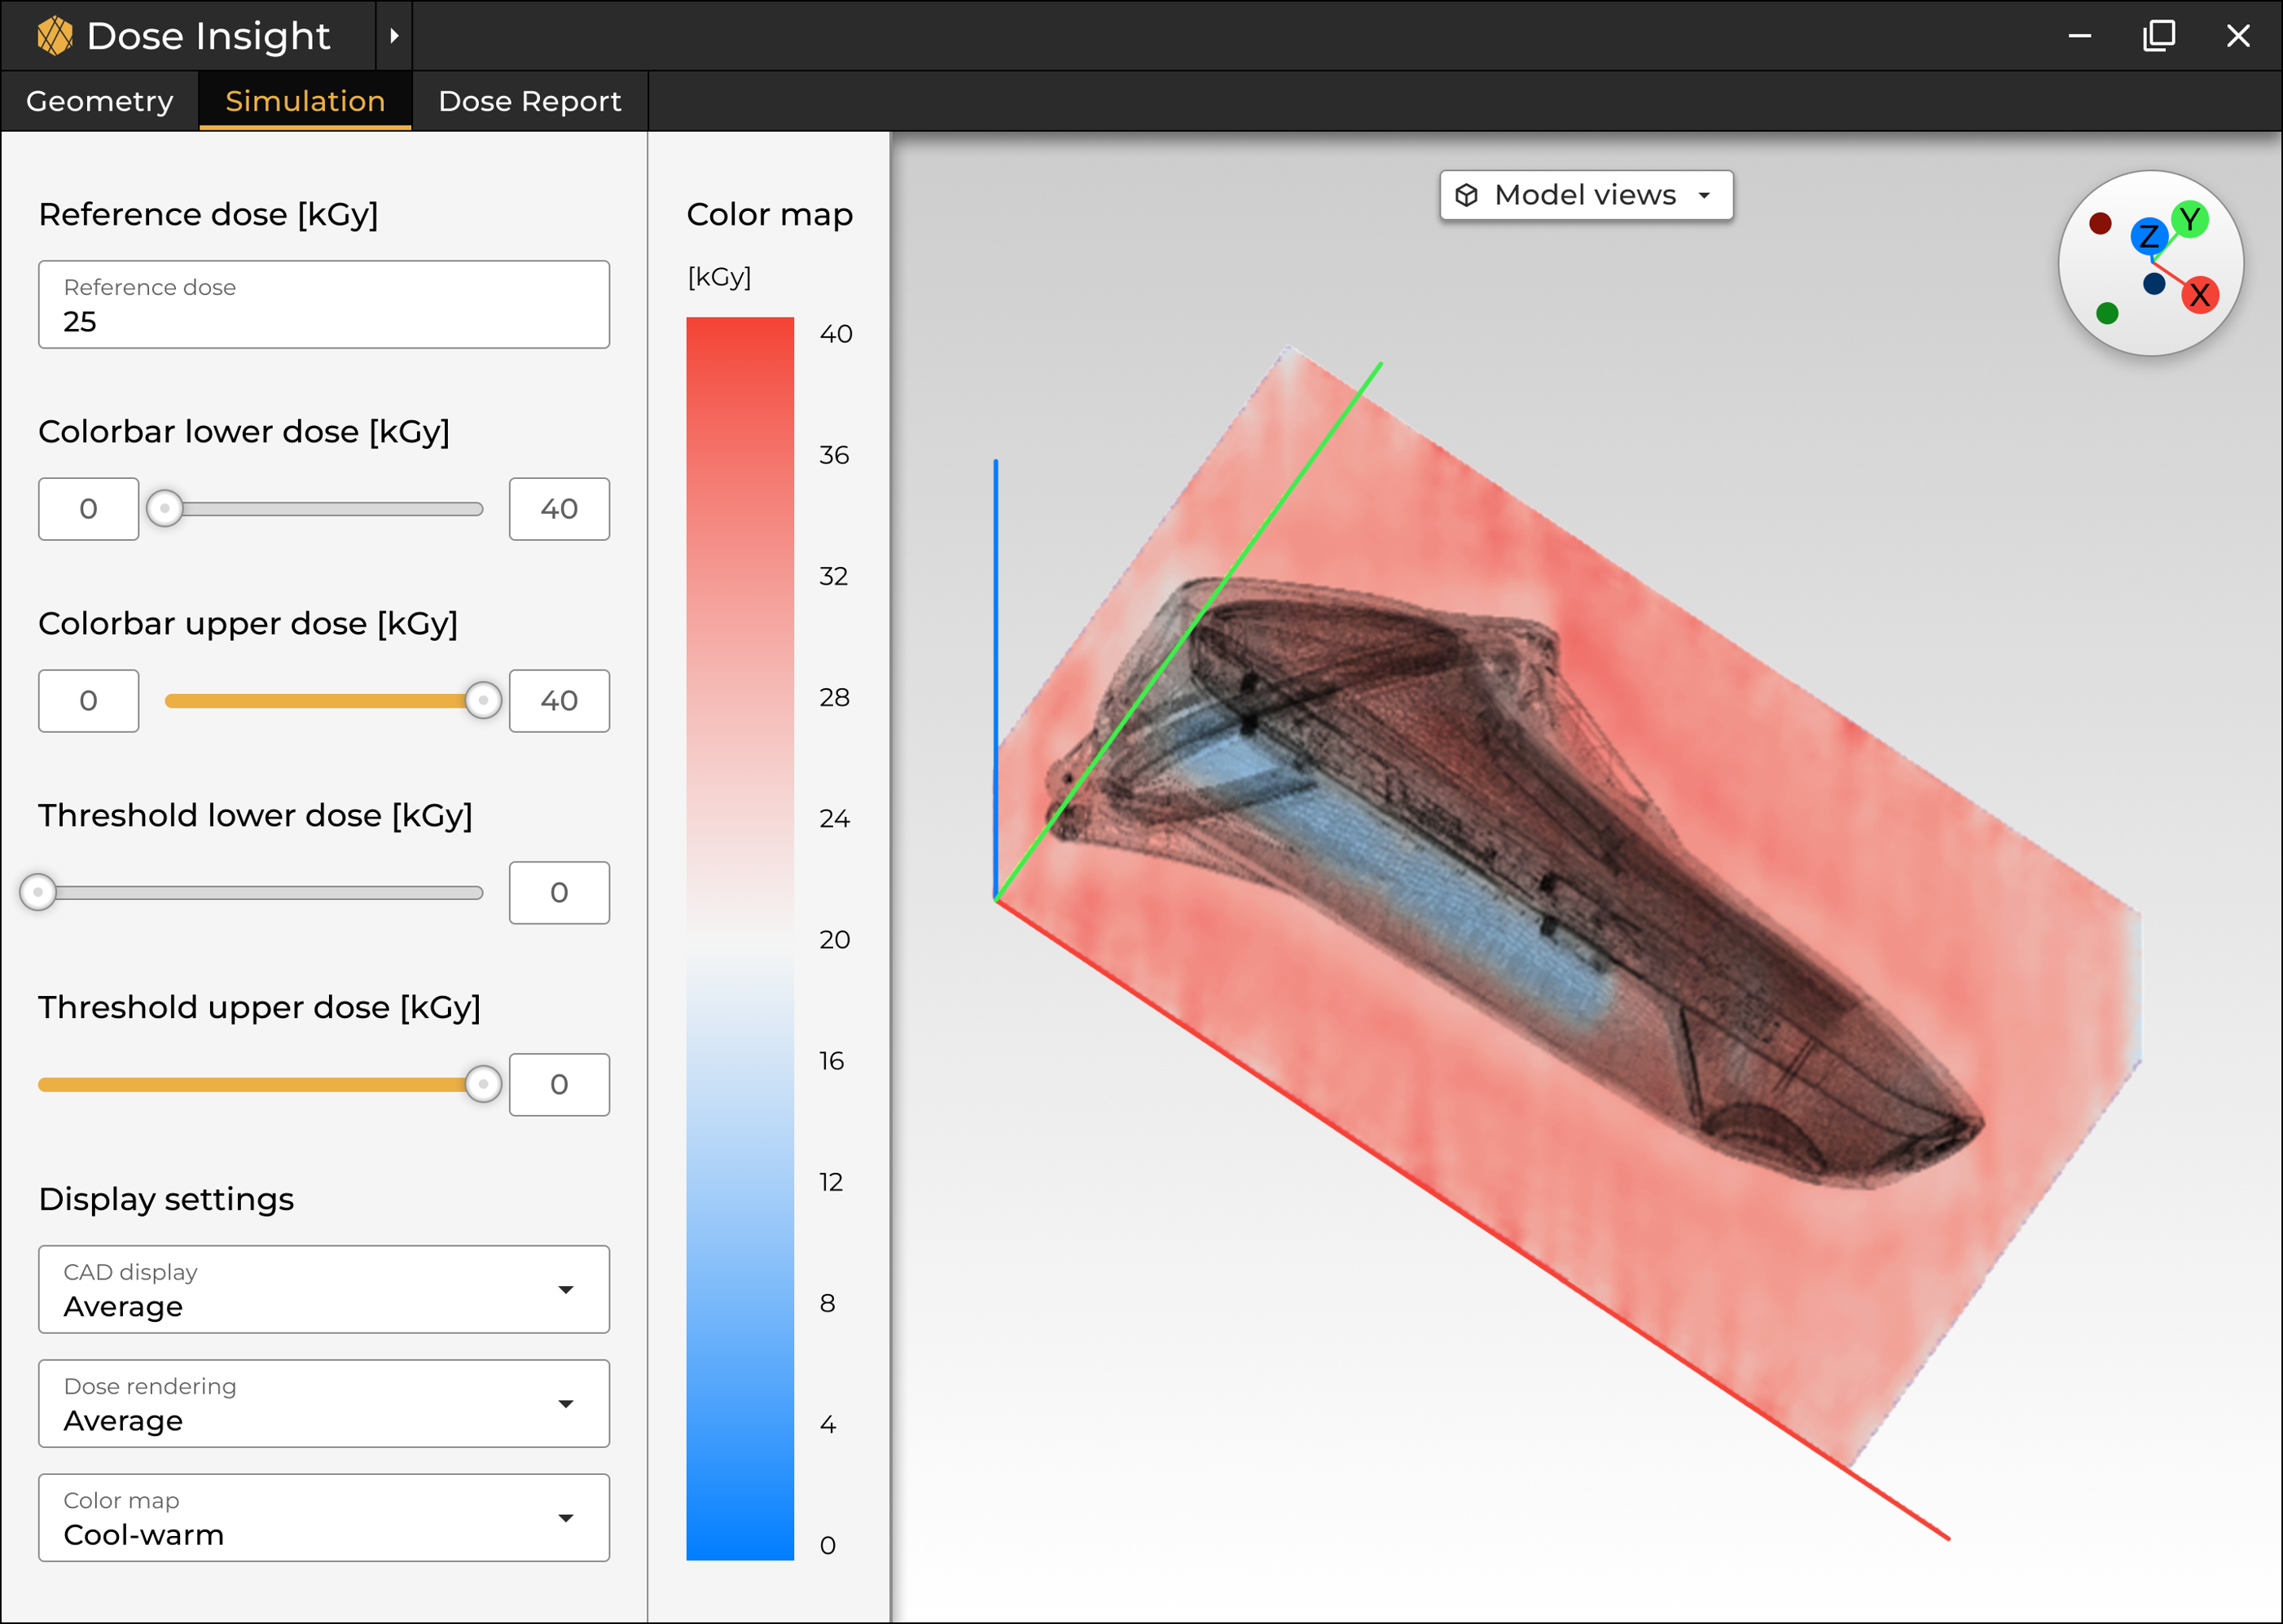 Dose Insight
Geometry
Simulation
Dose Report
Reference dose [kGy]
Reference dose
25
Colorbar lower dose [kGy]
0
40
Colorbar upper dose [kGy]
0
40
Threshold lower dose [kGy]
0
Threshold upper dose [kGy]
0
Display settings
CAD display
Average
Dose rendering
Average
Color map
Cool-warm
Color map
[kGy]
40
36
32
28
24
20
16
12
8
4
0
Model views
Y
Z
X